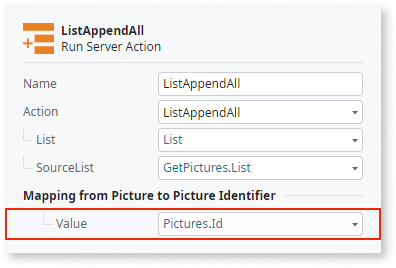 ListAppendAll
Run Server Action
Name ListAppendAll
Action ListAppendAll
List List
SourceList GetPictures.List
Mapping from Picture to Picture Identifier
Value Pictures.Id